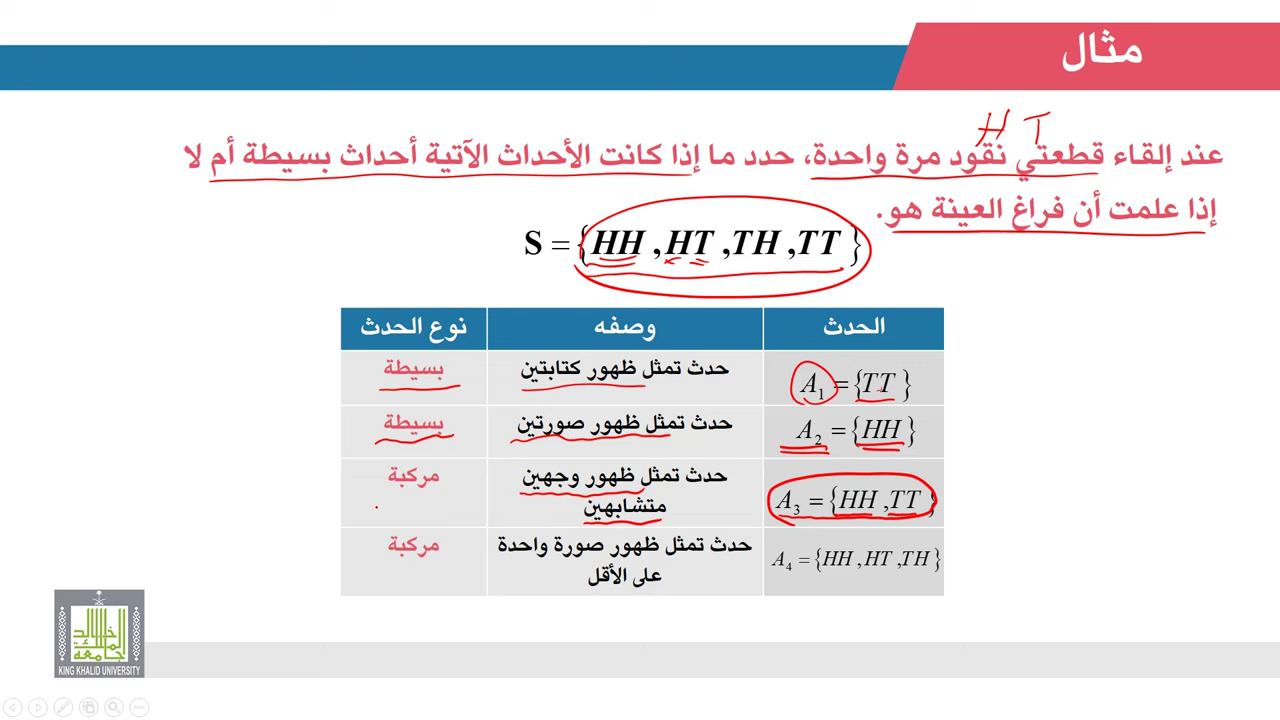 مثال
H T
عند إلقاء قطعتي نقود مرة واحدة، حدد ما إذا كانت الأحداث الآتية أحداث بسيطة أم لا
إذا علمت أن فراغ العينة هو.
S = {HH ,HT ,TH ,TT }
الحدث وصفه نوع الحدث
A1 = {TT } حدث تمثل ظهور كتابتين بسيطة
A2 = {HH } حدث تمثل ظهور صورتين بسيطة
A3 = {HH ,TT } حدث تمثل ظهور وجهين مركبة
متشابهين
A4 = {HH ,HT ,TH } حدث تمثل ظهور صورة واحدة مركبة
على الأقل
جامعة الملك خالد
KING KHALID UNIVERSITY